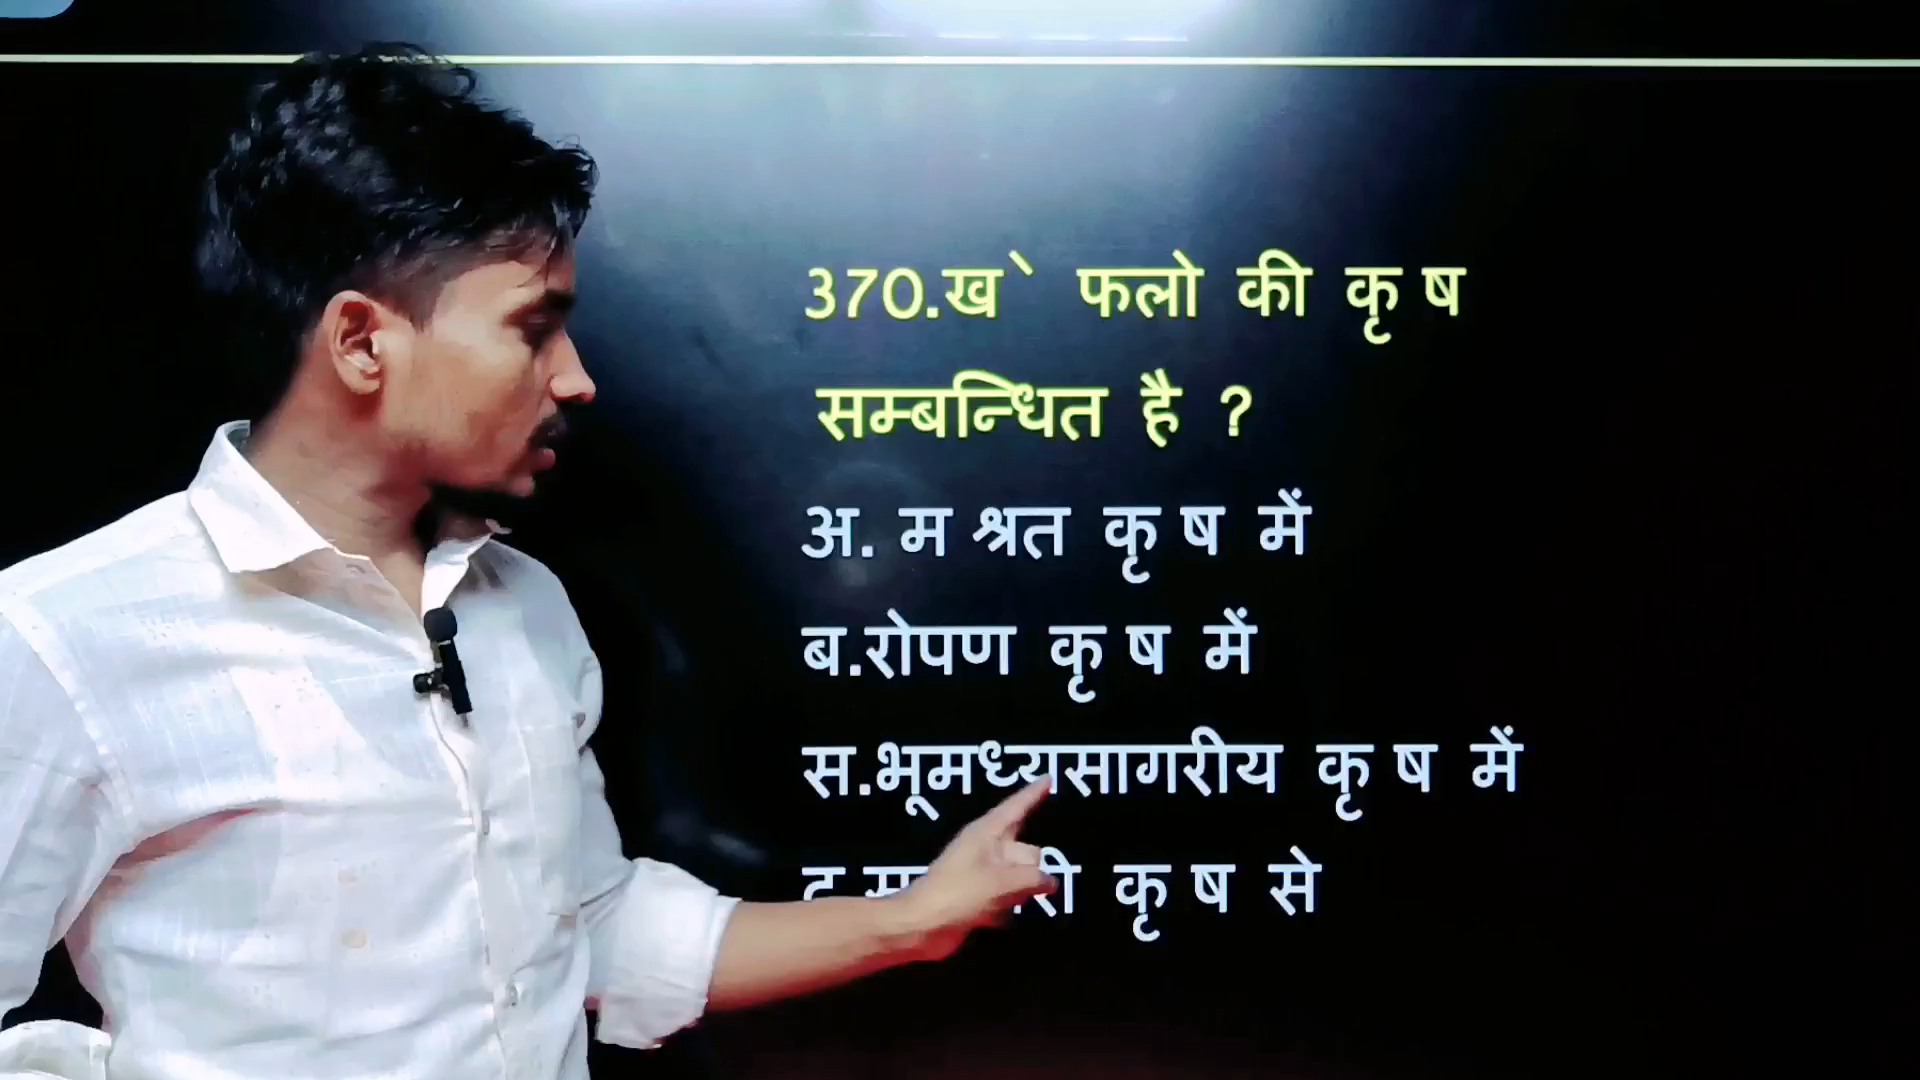 370.ख` फलो की कृ ष
सम्बन्धित है ?
अ. म श्रत कृ ष में
ब.रोपण कृ ष में
स.भूमध्यसागरीय कृ ष में
कृ ष से